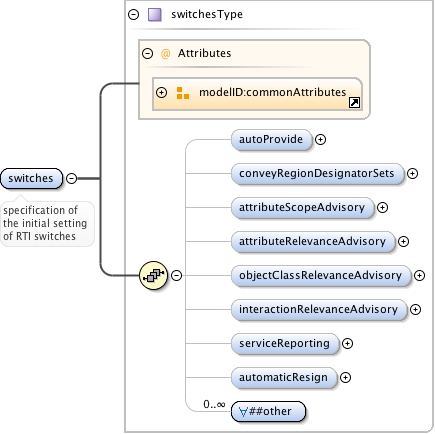 switchesType
@ Attributes
modelID:commonAttributes
switches
specification of
the initial setting
of RTI switches
autoProvide
conveyRegionDesignatorSets
attributeScopeAdvisory
attributeRelevanceAdvisory
objectClassRelevanceAdvisory
interactionRelevanceAdvisory
serviceReporting
automaticResign
0..∞
∀##other